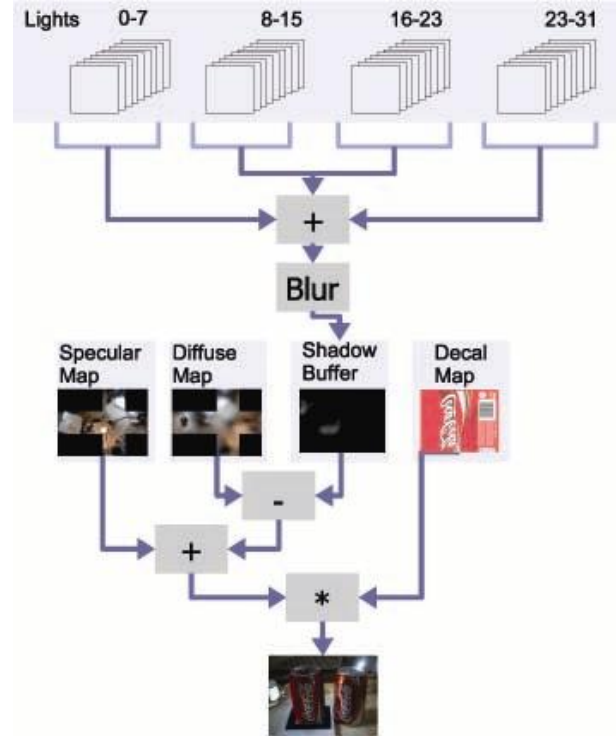 Lights 0-7 8-15 16-23 23-31
+
Blur
Specular Map
Diffuse Map
Shadow Buffer
Decal Map
-
+
*